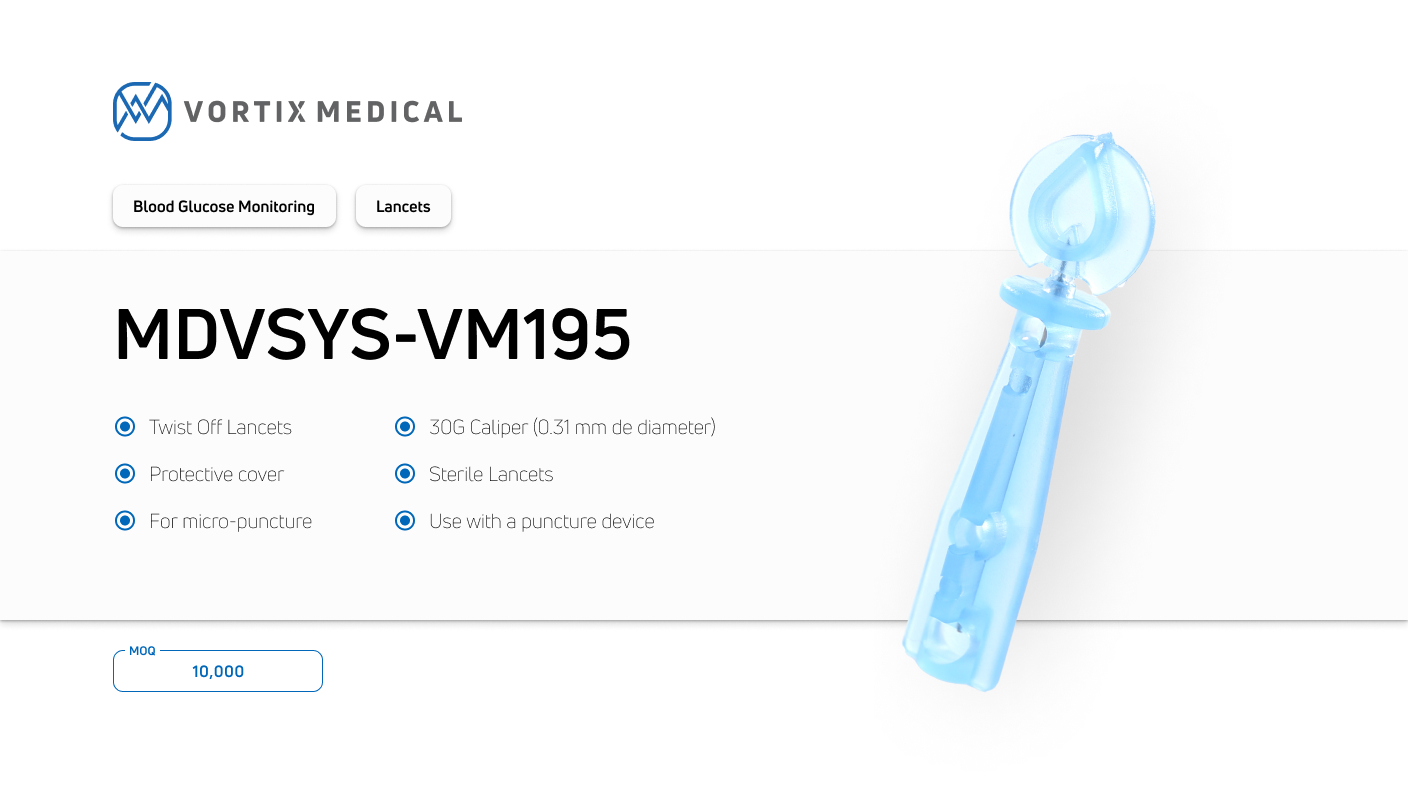 VORTIX MEDICAL
Blood Glucose Monitoring
Lancets
MDVSYS-VM195
Twist Off Lancets
Protective cover
For micro-puncture
30G Caliper (0.31 mm de diameter)
Sterile Lancets
Use with a puncture device
MOQ
10,000